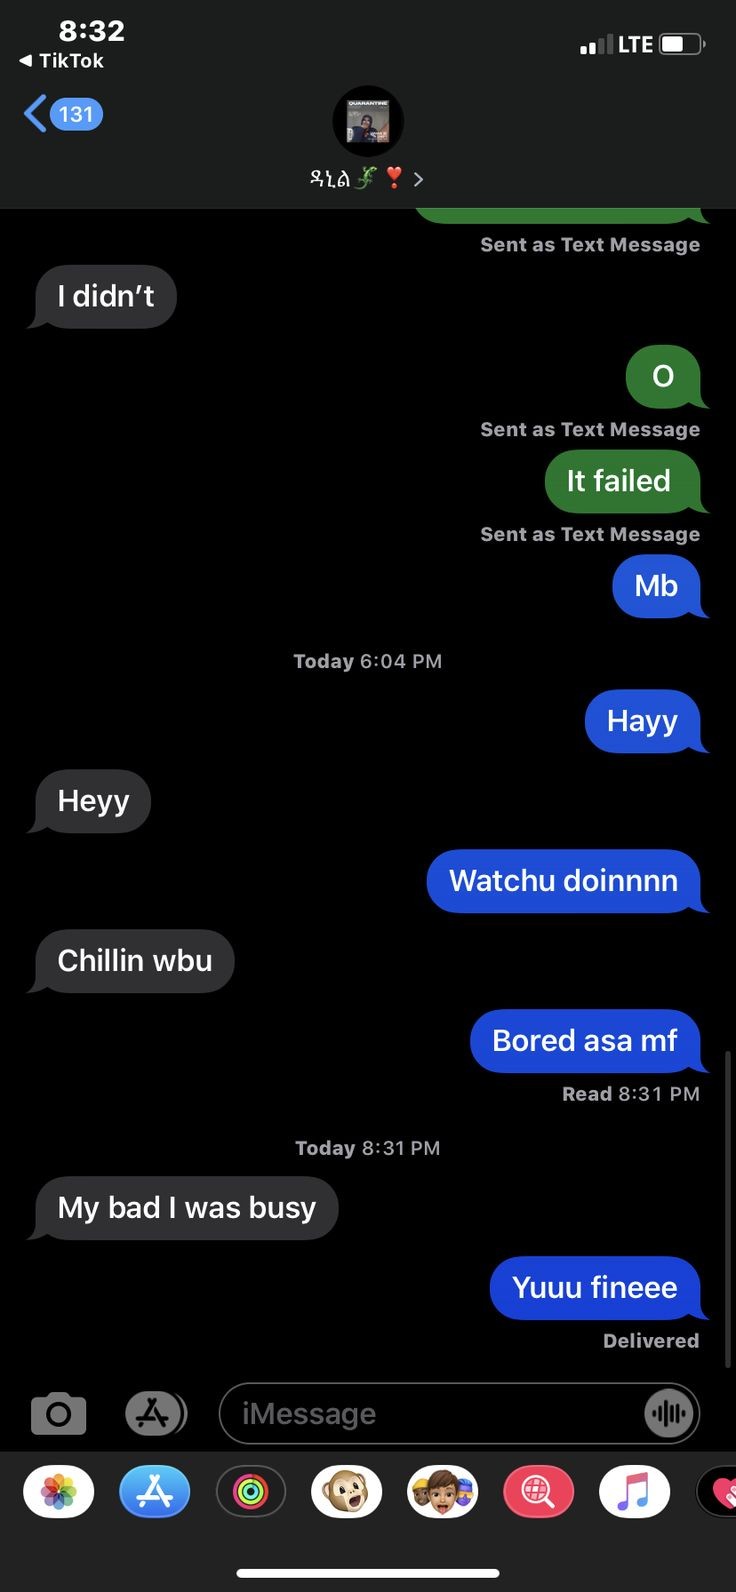 8:32
LTE
TikTok
131
QUARANTINE
ዳኒል🦎❣️
Sent as Text Message
I didn’t
O
Sent as Text Message
It failed
Sent as Text Message
Mb
Today 6:04 PM
Hayy
Heyy
Watchu doinnnn
Chillin wbu
Bored asa mf
Read 8:31 PM
Today 8:31 PM
My bad I was busy
Yuuu fineee
Delivered
iMessage